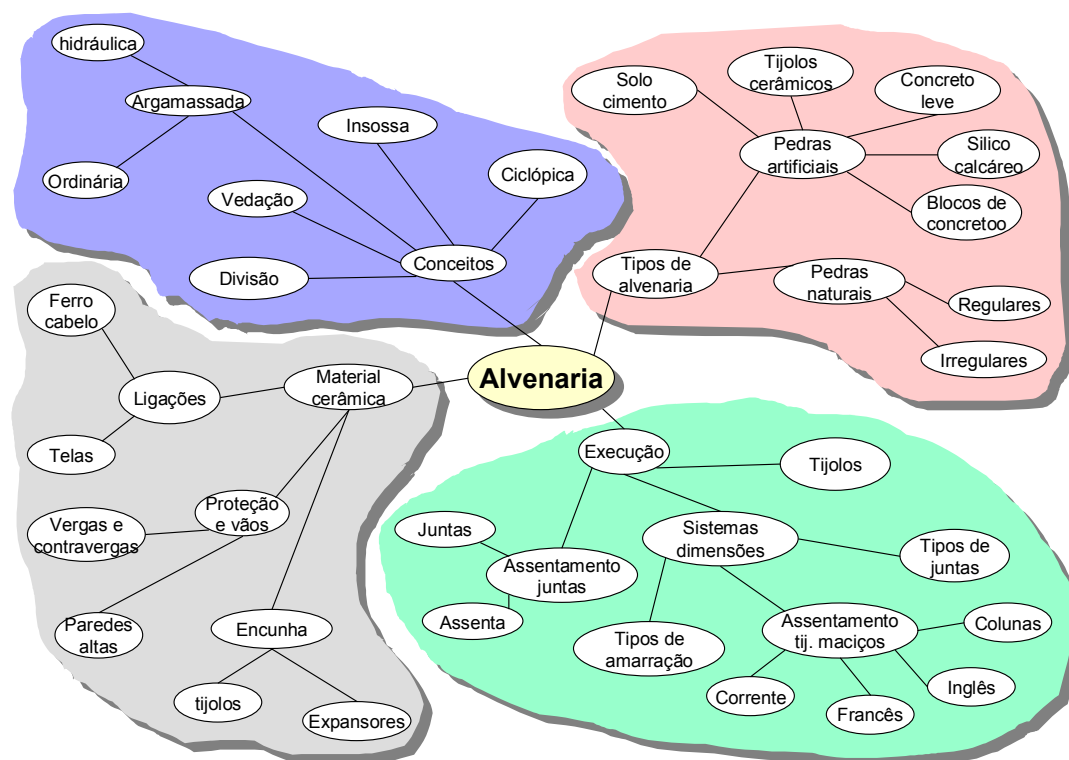 hidráulica
Argamassada
Ordinária
Insossa
Ciclópica
Vedação
Divisão
Conceitos
Solo
cimento
Tijolos
cerâmicos
Concreto
leve
Pedras
artificiais
Silico
calcáreo
Blocos de
concretoo
Tipos de
alvenaria
Pedras
naturais
Regulares
Irregulares
Alvenaria
Ferro
cabelo
Ligações
Material
cerâmica
Telas
Proteção
e vãos
Vergas e
contravergas
Paredes
altas
Encunha
tijolos
Expansores
Execução
Tijolos
Juntas
Sistemas
dimensões
Assentamento
juntas
Tipos de
juntas
Assenta
Tipos de
amarração
Assentamento
tij. maciços
Colunas
Corrente
Francês
Inglês